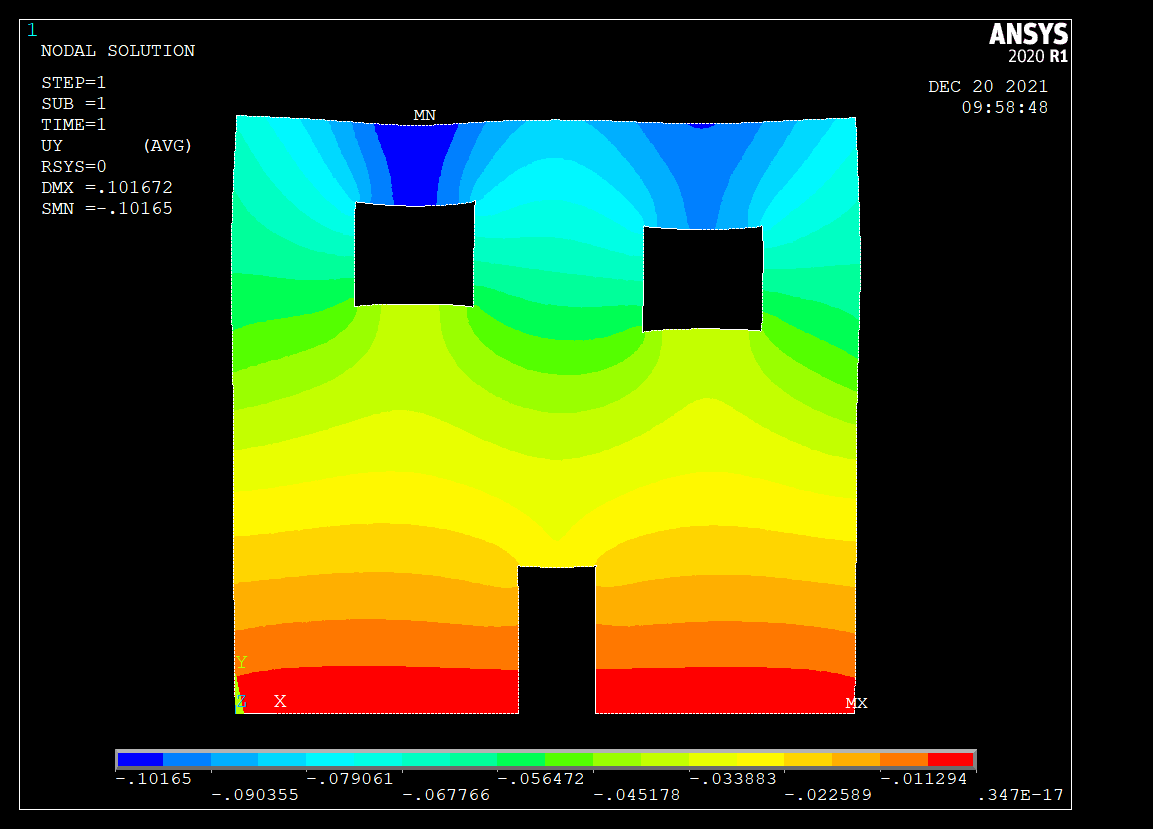 1
NODAL SOLUTION
STEP=1
SUB =1
TIME=1
UY (AVG)
RSYS=0
DMX =.101672
SMN =-.10165
ANSYS
2020 R1
DEC 20 2021
09:58:48
MN
Y
Z X
MX
-.10165 -.079061 -.056472 -.033883 -.011294
-.090355 -.067766 -.045178 -.022589 .347E-17